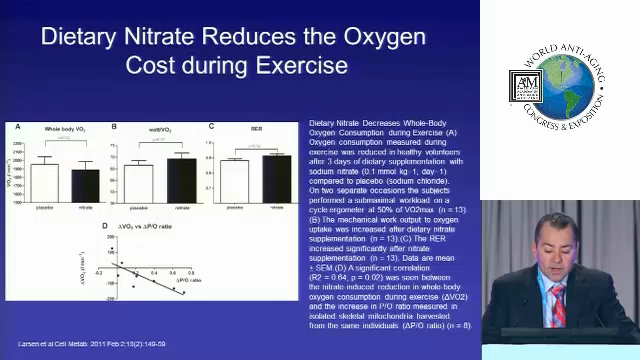 Dietary Nitrate Reduces the Oxygen
Cost during Exercise
WORLD ANTI-AGING
CONGRESS & EXPOSITION
A Whole body VO₂
B watt/VO₂
C RER
placebo nitrate
placebo nitrate
placebo nitrate
D ΔVO₂ vs ΔP/O ratio
ΔP/O ratio
Dietary Nitrate Decreases Whole-Body
Oxygen Consumption during Exercise (A)
Oxygen consumption measured during
exercise was reduced in healthy volunteers
after 3 days of dietary supplementation with
sodium nitrate (0.1 mmol kg−1, day−1)
compared to placebo (sodium chloride).
On two separate occasions the subjects
performed a submaximal workload on a
cycle ergometer at 50% of VO2max (n = 13).
(B) The mechanical work output to oxygen
uptake was increased after dietary nitrate
supplementation (n = 13).(C) The RER
increased significantly after nitrate
supplementation (n = 13). Data are mean
± SEM.(D) A significant correlation
(R2 = 0.64, p = 0.02) was seen between
the nitrate-induced reduction in whole-body
oxygen consumption during exercise (ΔVO2)
and the increase in P/O ratio measured in
isolated skeletal mitochondria harvested
from the same individuals (ΔP/O ratio) (n = 8).
Larsen et al Cell Metab. 2011 Feb 2;13(2):149-59